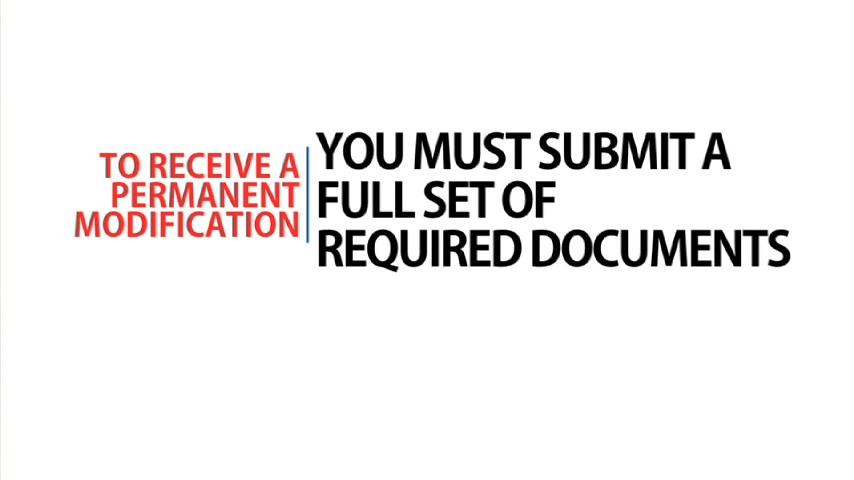 TO RECEIVE A
PERMANENT
MODIFICATION
YOU MUST SUBMIT A
FULL SET OF
REQUIRED DOCUMENTS